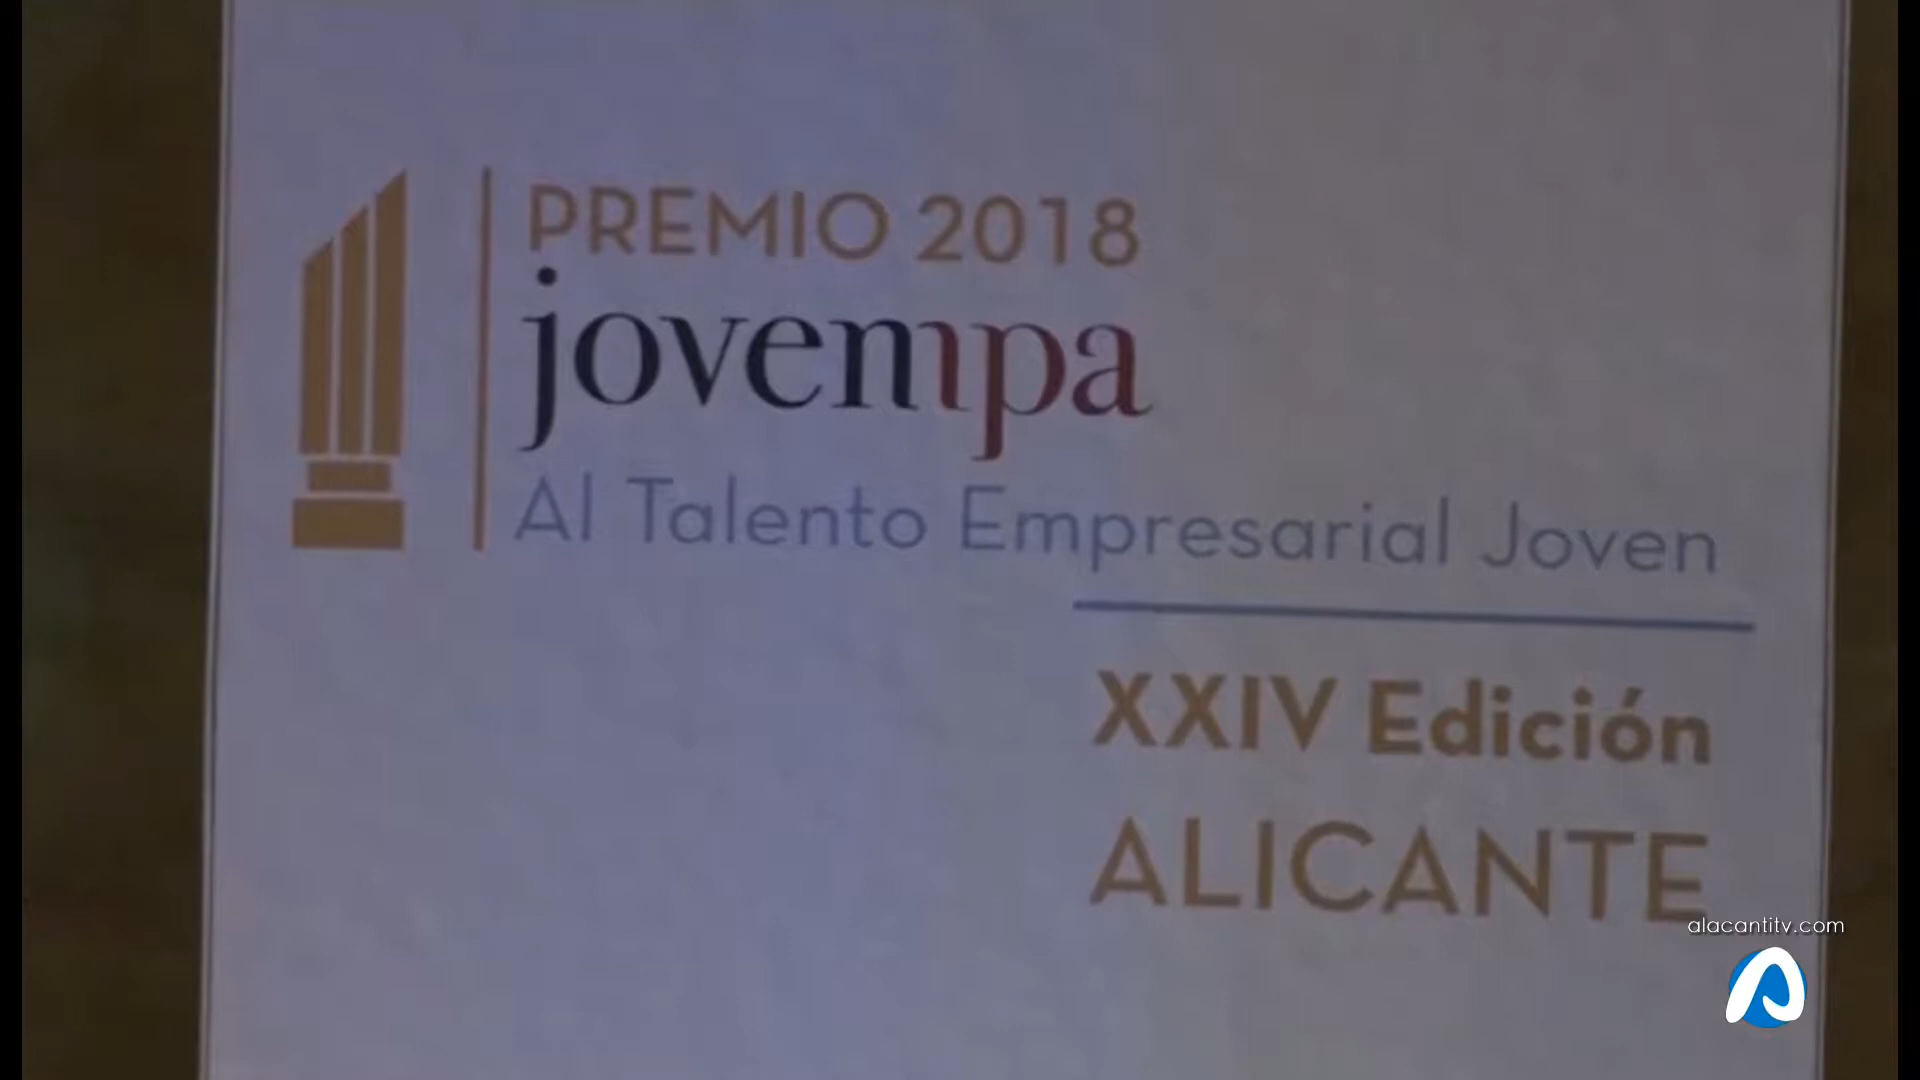 PREMIO 2018
jovempa
Al Talento Empresarial Joven
XXIV Edición
ALICANTE
alacantitv.com